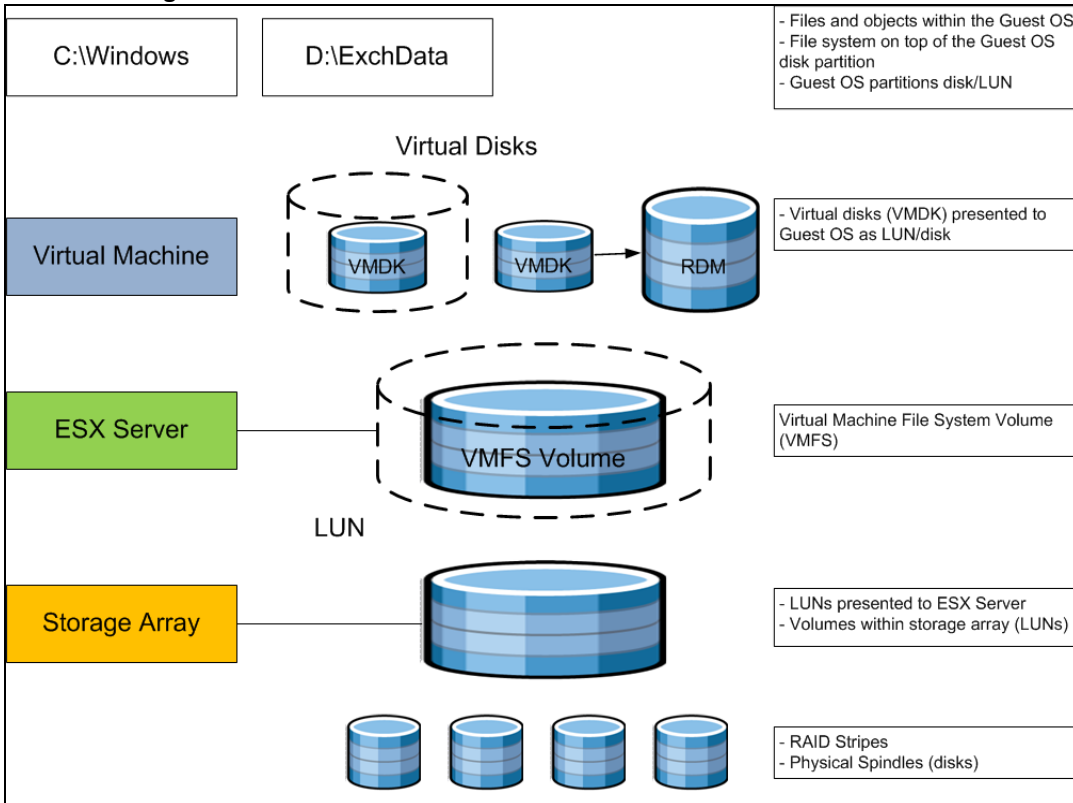 C:\Windows
D:\ExchData
- Files and objects within the Guest OS
- File system on top of the Guest OS
disk partition
- Guest OS partitions disk/LUN
Virtual Disks
Virtual Machine
VMDK
VMDK
RDM
- Virtual disks (VMDK) presented to
Guest OS as LUN/disk
ESX Server
VMFS Volume
Virtual Machine File System Volume
(VMFS)
LUN
Storage Array
- LUNs presented to ESX Server
- Volumes within storage array (LUNs)
- RAID Stripes
- Physical Spindles (disks)